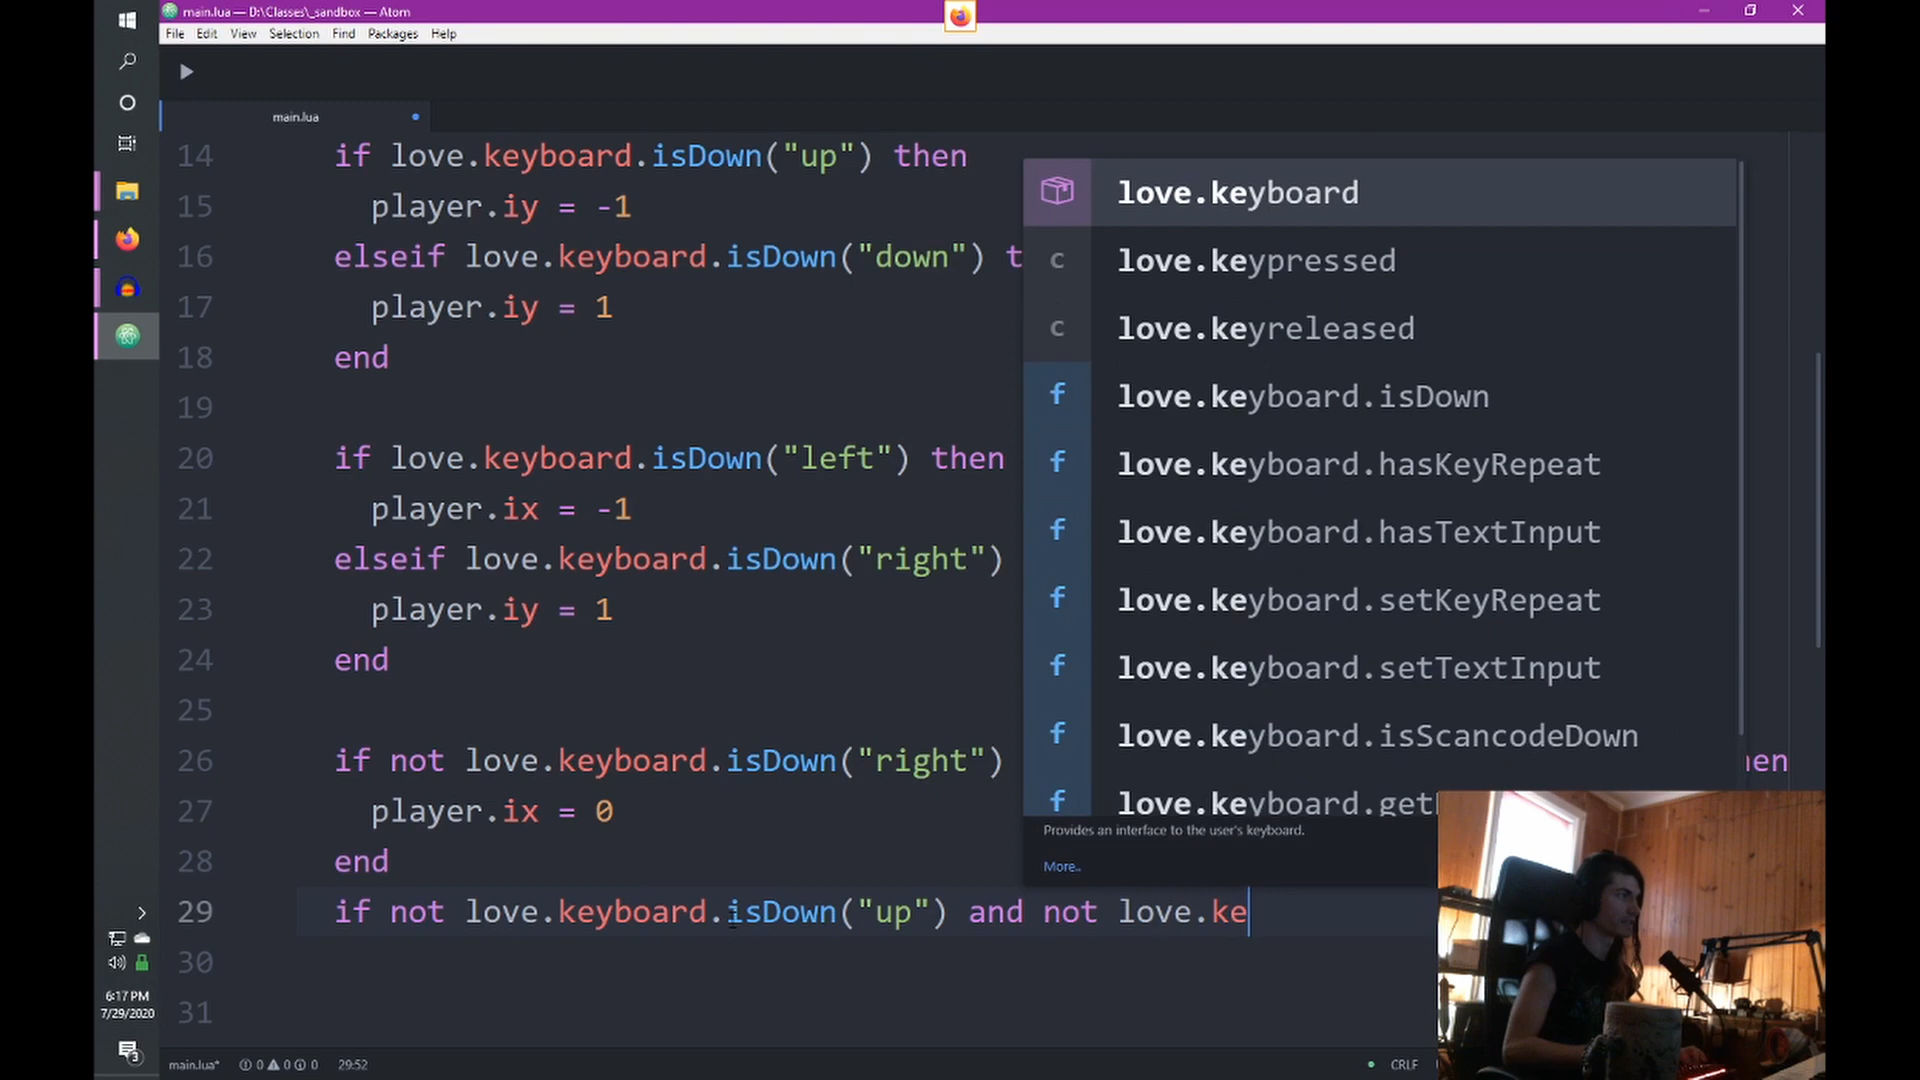 main.lua — D:\Classes\_sandbox — Atom
File Edit View Selection Find Packages Help
main.lua
14 if love.keyboard.isDown("up") then
15 player.iy = -1
16 elseif love.keyboard.isDown("down") t
17 player.iy = 1
18 end
19
20 if love.keyboard.isDown("left") then
21 player.ix = -1
22 elseif love.keyboard.isDown("right")
23 player.iy = 1
24 end
25
26 if not love.keyboard.isDown("right") hen
27 player.ix = 0
28 end
29 if not love.keyboard.isDown("up") and not love.ke
30
31
love.keyboard
c love.keypressed
c love.keyreleased
f love.keyboard.isDown
f love.keyboard.hasKeyRepeat
f love.keyboard.hasTextInput
f love.keyboard.setKeyRepeat
f love.keyboard.setTextInput
f love.keyboard.isScancodeDown
f love.keyboard.get
Provides an interface to the user's keyboard.
More..
6:17 PM
7/29/2020
3
main.lua* 0 0 0 29:52 CRLF